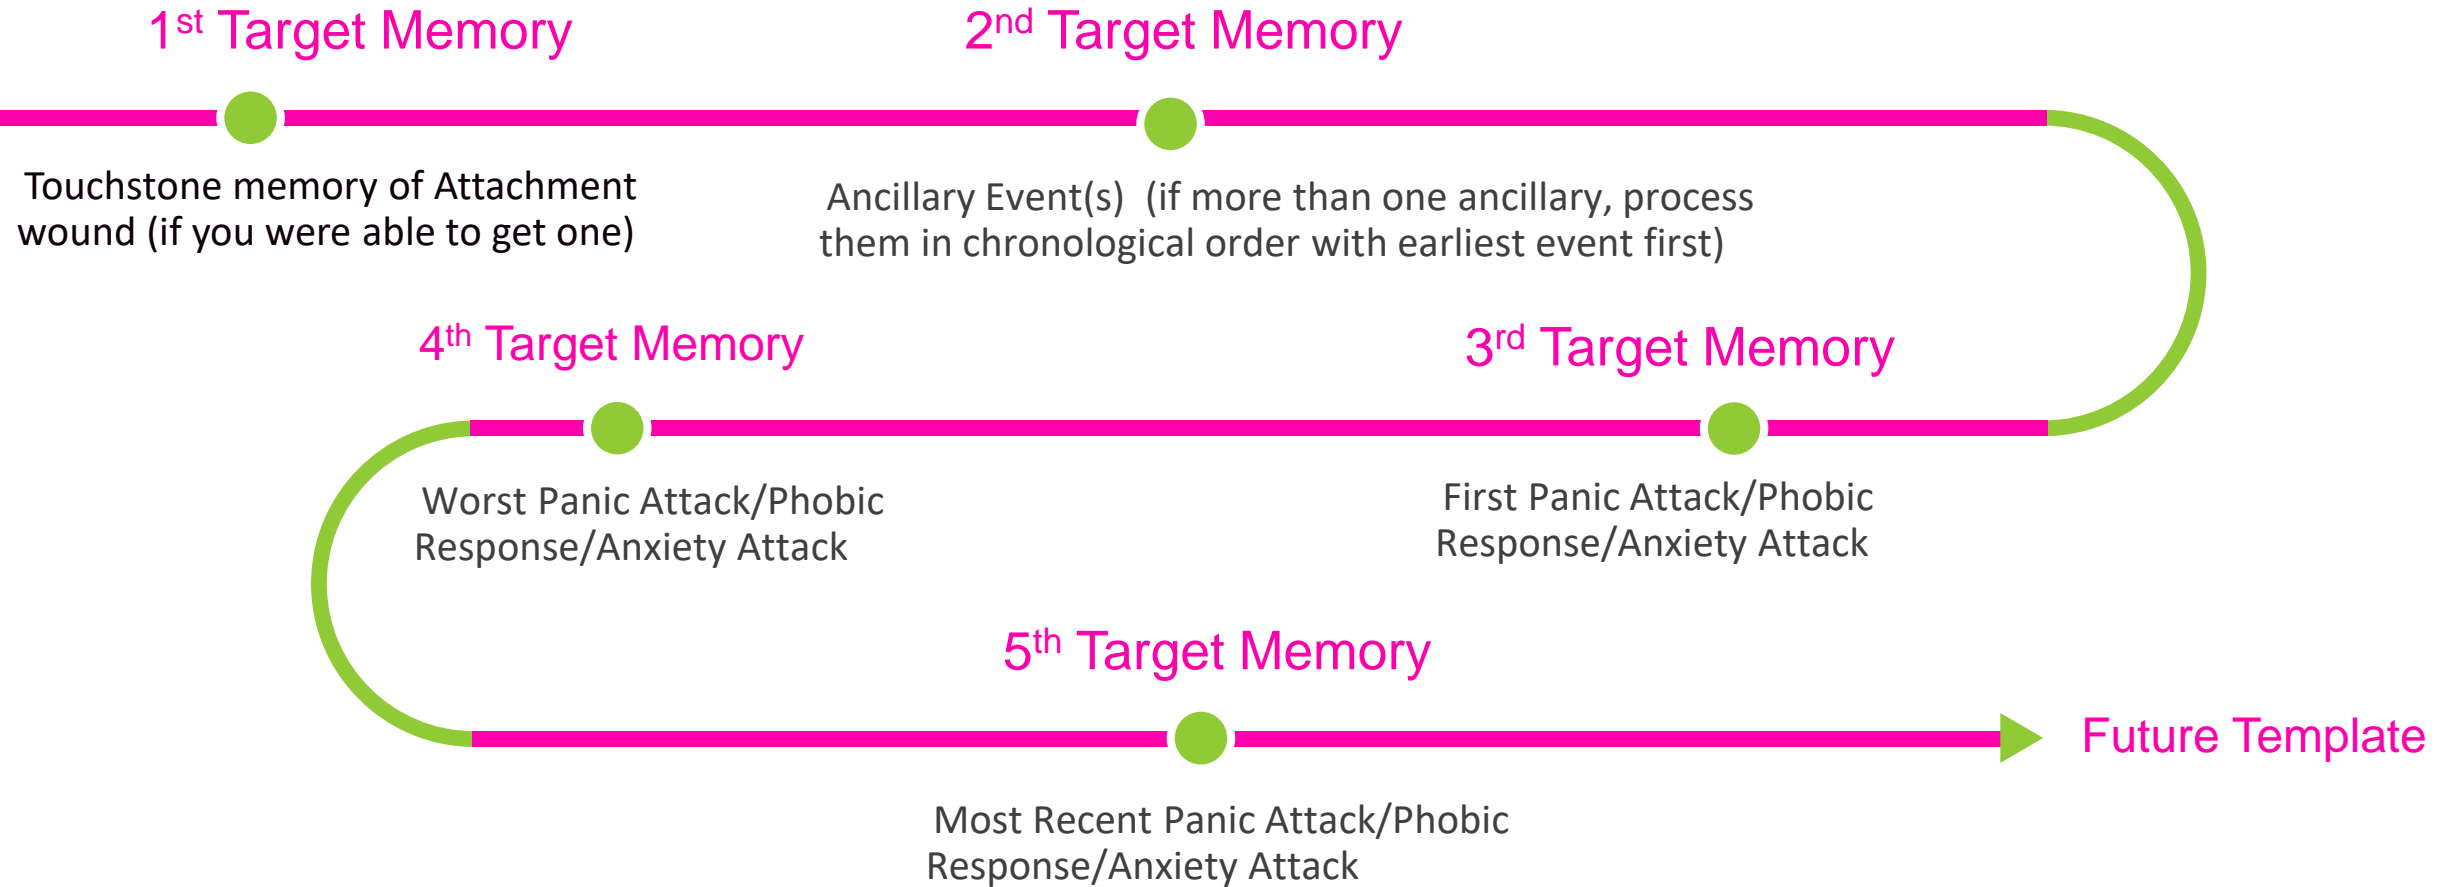 1st Target Memory
2nd Target Memory
Touchstone memory of Attachment
wound (if you were able to get one)
Ancillary Event(s)  (if more than one ancillary, process
them in chronological order with earliest event first)
3rd Target Memory
First Panic Attack/Phobic
Response/Anxiety Attack
4th Target Memory
Worst Panic Attack/Phobic
Response/Anxiety Attack
5th Target Memory
Most Recent Panic Attack/Phobic
Response/Anxiety Attack
Future Template